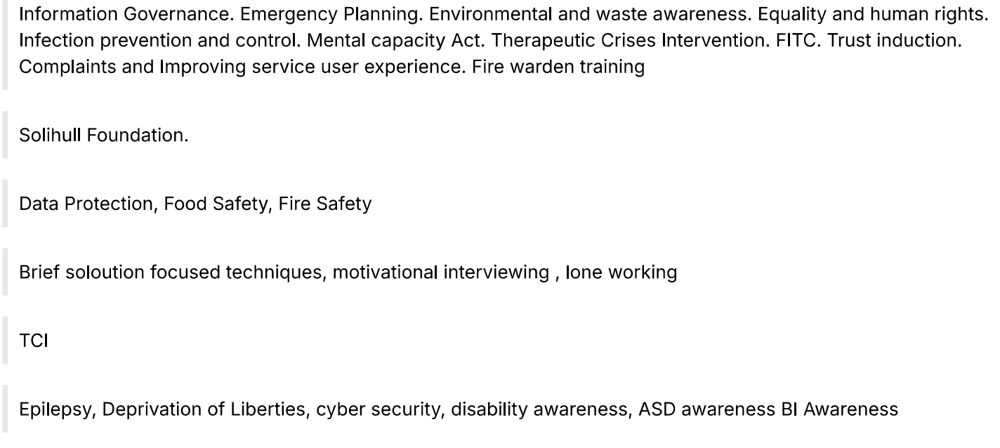 Information Governance. Emergency Planning. Environmental and waste awareness. Equality and human rights.
Infection prevention and control. Mental capacity Act. Therapeutic Crises Intervention. FITC. Trust induction.
Complaints and Improving service user experience. Fire warden training
Solihull Foundation.
Data Protection, Food Safety, Fire Safety
Brief soloution focused techniques, motivational interviewing , lone working
TCI
Epilepsy, Deprivation of Liberties, cyber security, disability awareness, ASD awareness BI Awareness